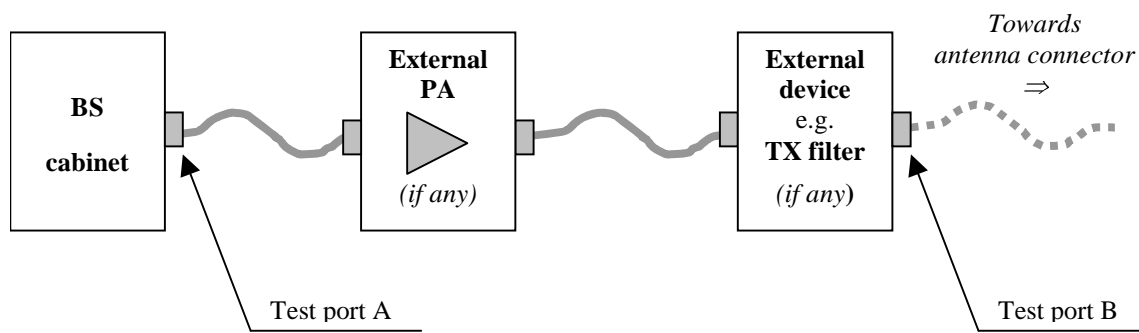 BS
cabinet
External
PA
(if any)
External
device
e.g.
TX filter
(if any)
Towards
antenna connector
⇒
Test port A
Test port B